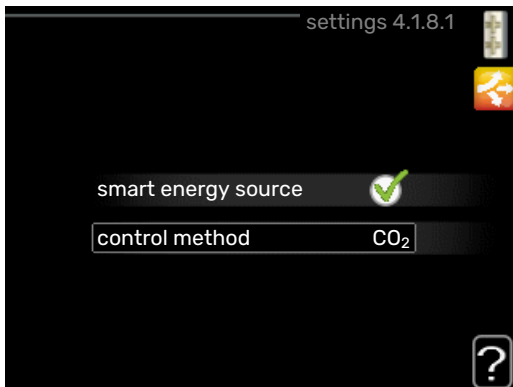 settings 4.1.8.1
smart energy source
control method CO₂
?